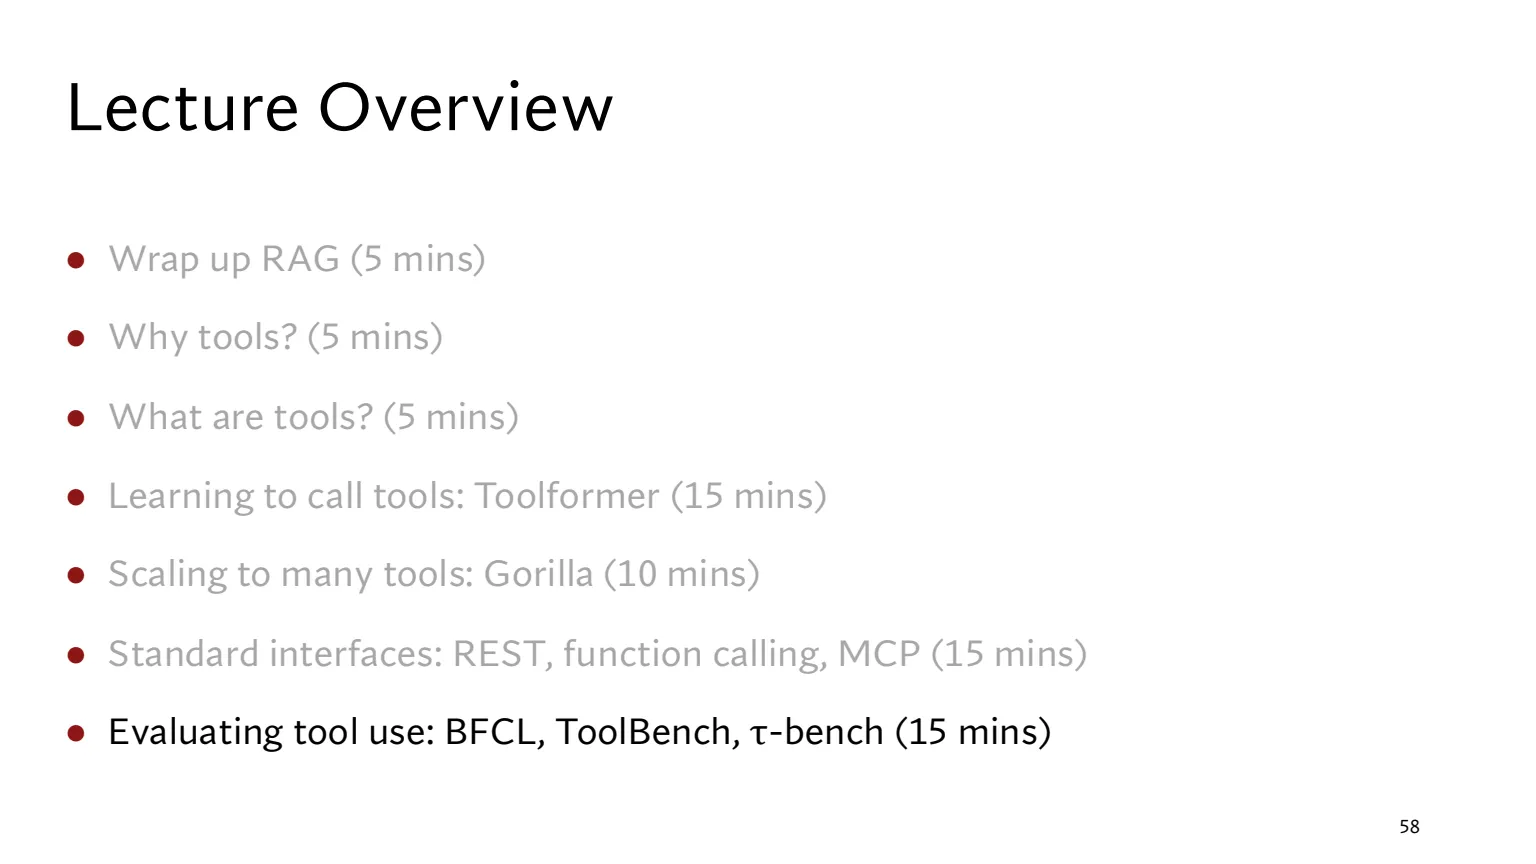 Lecture Overview
• Wrap up RAG (5 mins)
• Why tools? (5 mins)
• What are tools? (5 mins)
• Learning to call tools: Toolformer (15 mins)
• Scaling to many tools: Gorilla (10 mins)
• Standard interfaces: REST, function calling, MCP (15 mins)
• Evaluating tool use: BFCL, ToolBench, τ-bench (15 mins)
58